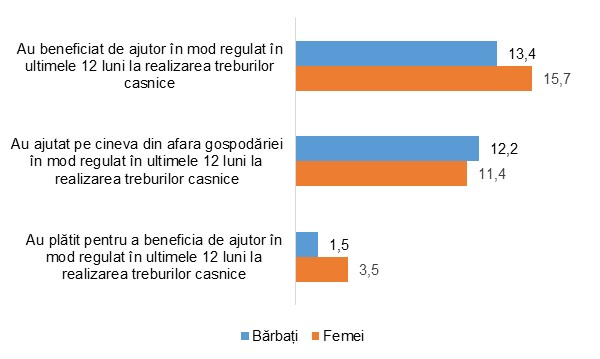 Au beneficiat de ajutor în mod regulat în
ultimele 12 luni la realizarea treburilor
casnice
13,4
15,7
Au ajutat pe cineva din afara gospodăriei
în mod regulat în ultimele 12 luni la
realizarea treburilor casnice
12,2
11,4
Au plătit pentru a beneficia de ajutor în
mod regulat în ultimele 12 luni la
realizarea treburilor casnice
1,5
3,5
Bărbați Femei